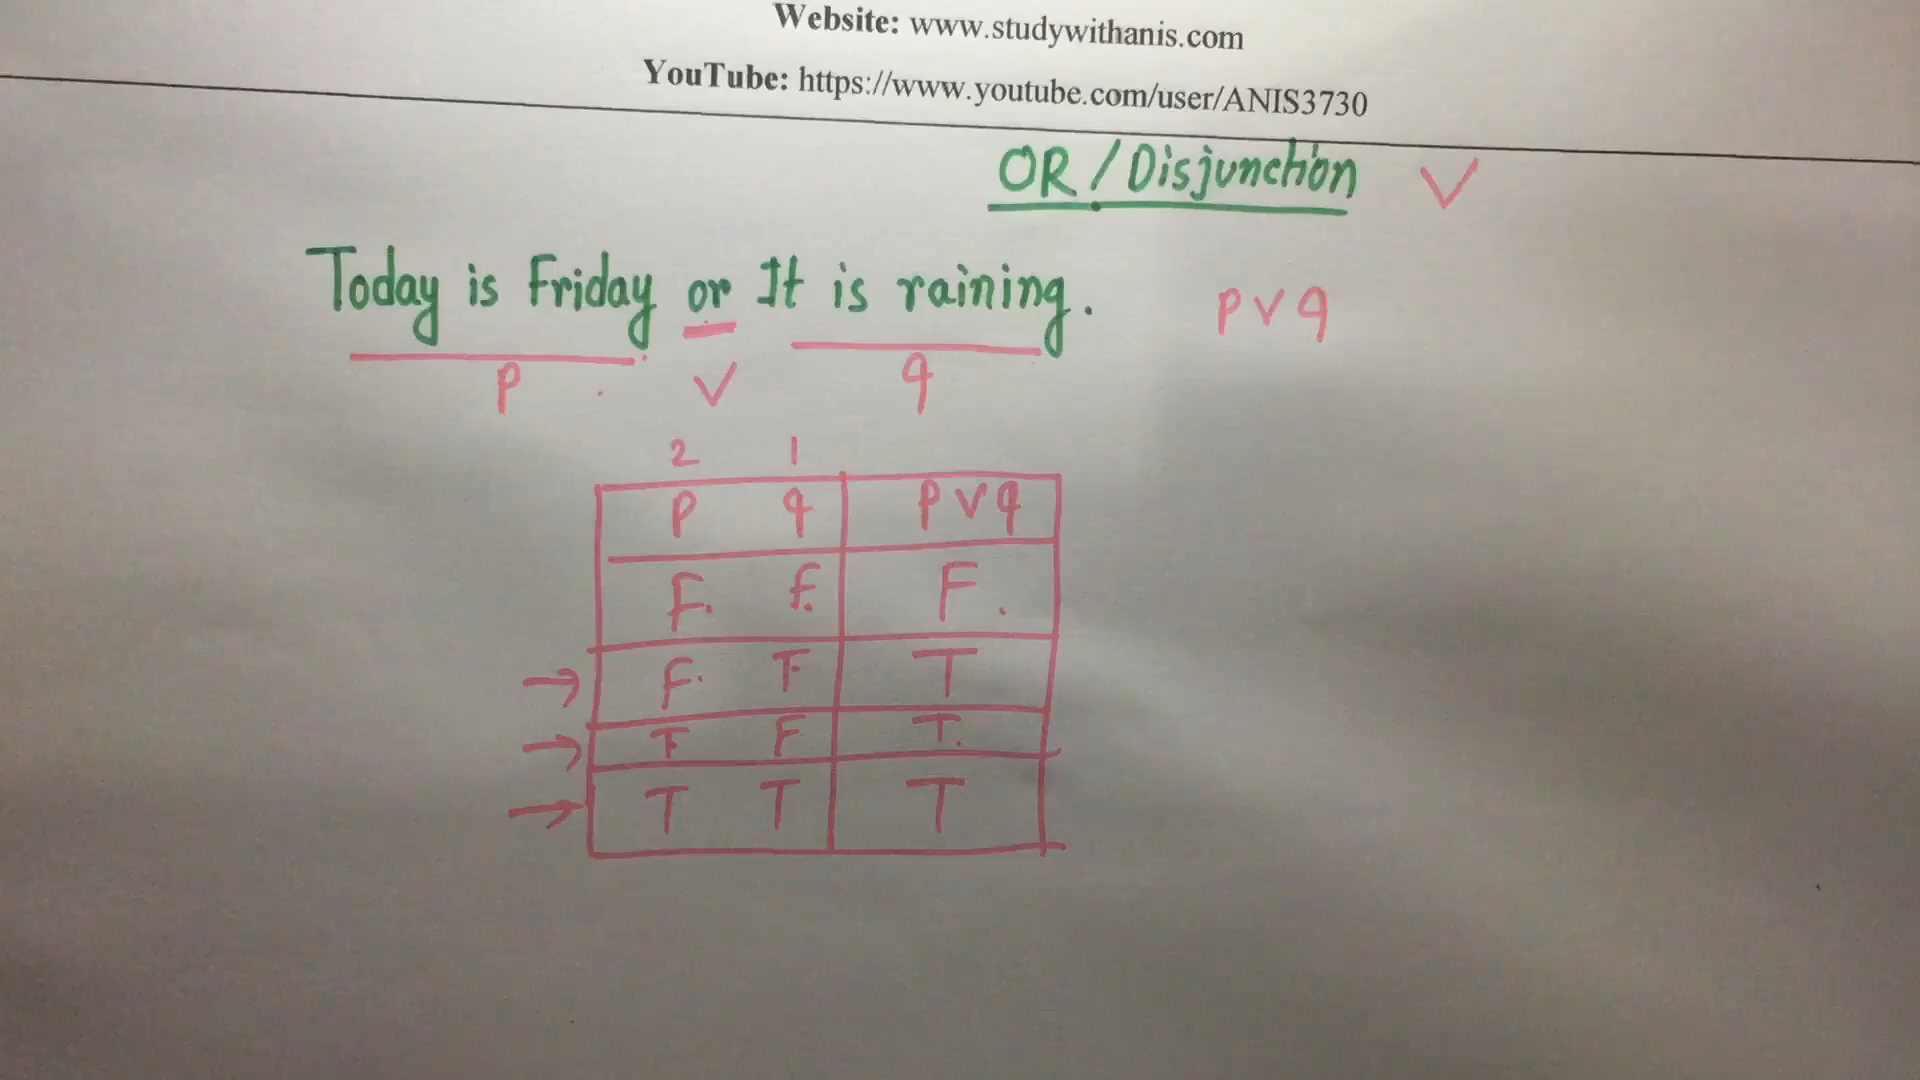 Website: www.studywithanis.com
YouTube: https://www.youtube.com/user/ANIS3730
OR / Disjunction ∨
Today is Friday or It is raining. p ∨ q
p ∨ q
2 1
p q p ∨ q
F. f. F.
F. T T
T F T.
T T T